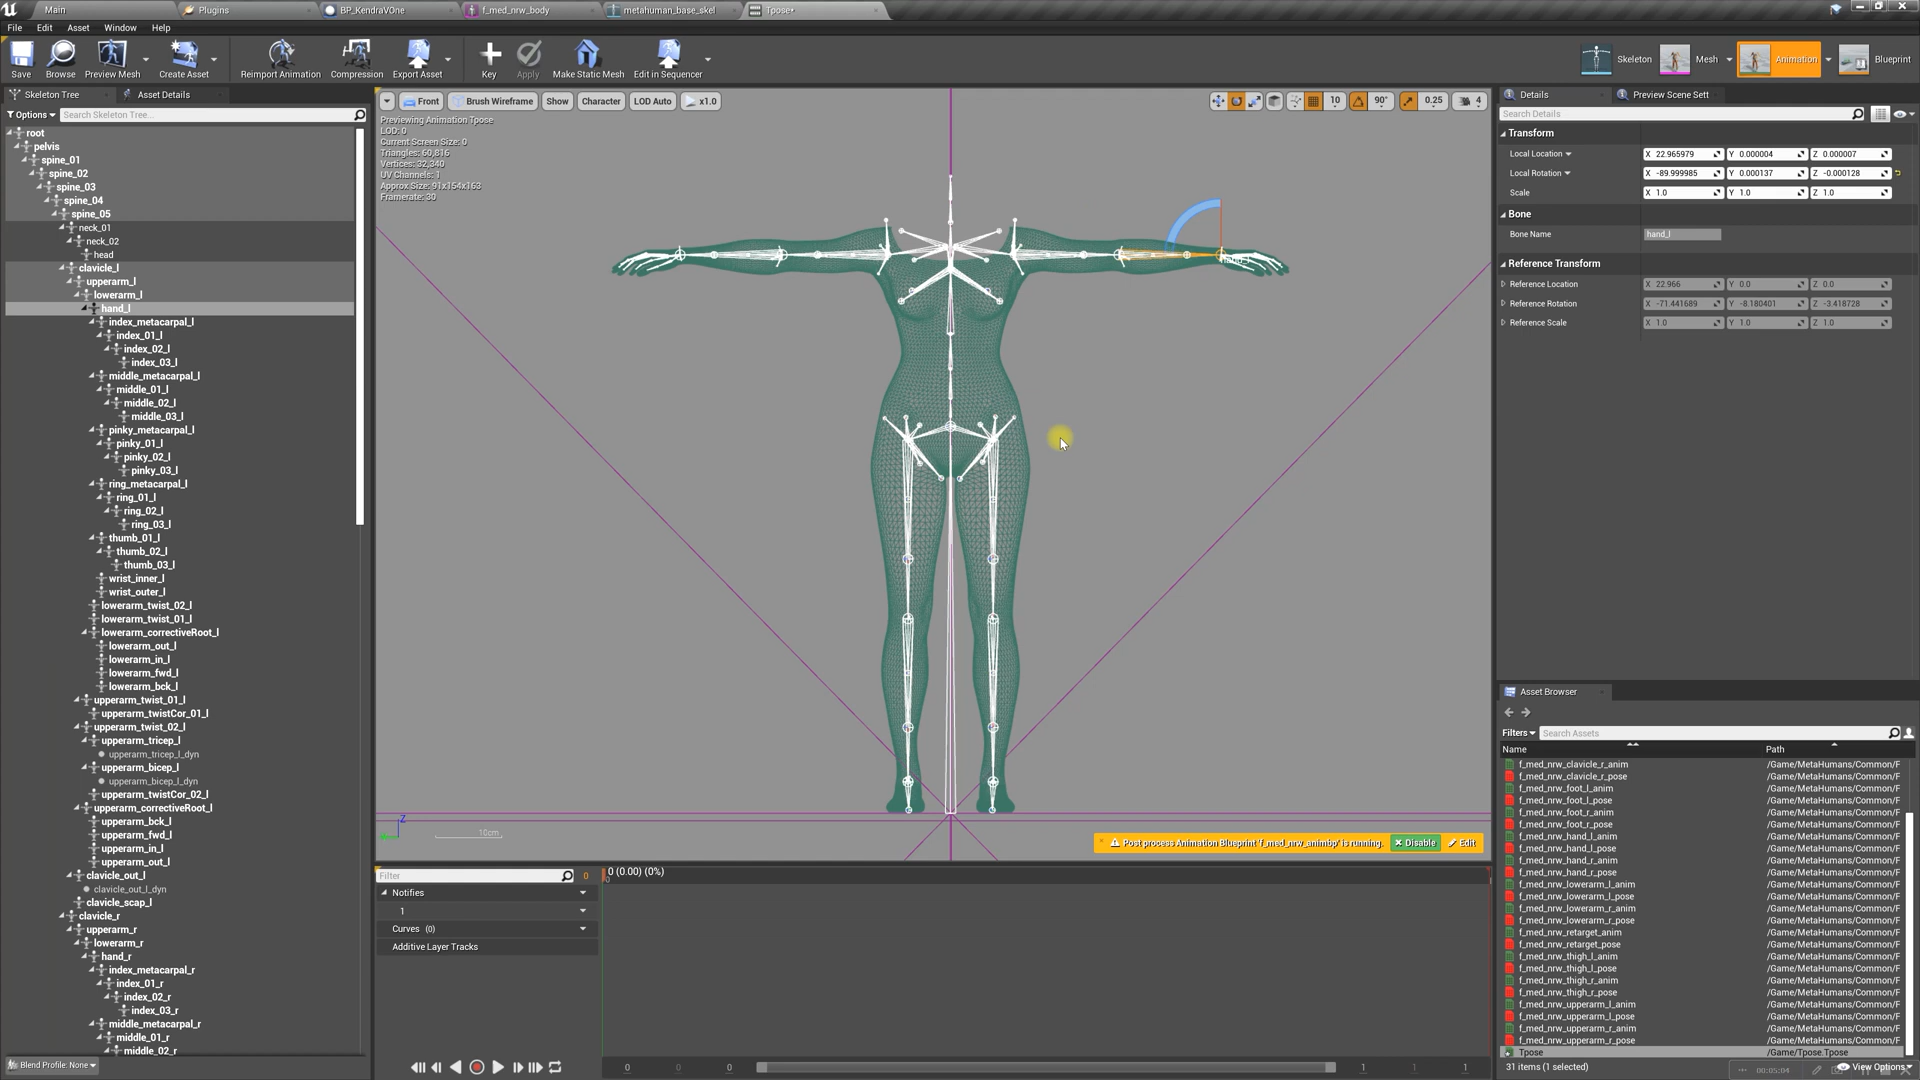 Main
Plugins
BP_KendraVOne
f_med_nrw_body
metahuman_base_skel
Tpose•
File Edit Asset Window Help
Save
Browse
Preview Mesh
Create Asset
Reimport Animation
Compression
Export Asset
Key
Apply
Make Static Mesh
Edit in Sequencer
Skeleton
Mesh
Animation
Blueprint
Skeleton Tree
Asset Details
Options
Search Skeleton Tree...
root
pelvis
spine_01
spine_02
spine_03
spine_04
spine_05
neck_01
neck_02
head
clavicle_l
upperarm_l
lowerarm_l
hand_l
index_metacarpal_l
index_01_l
index_02_l
index_03_l
middle_metacarpal_l
middle_01_l
middle_02_l
middle_03_l
pinky_metacarpal_l
pinky_01_l
pinky_02_l
pinky_03_l
ring_metacarpal_l
ring_01_l
ring_02_l
ring_03_l
thumb_01_l
thumb_02_l
thumb_03_l
wrist_inner_l
wrist_outer_l
lowerarm_twist_02_l
lowerarm_twist_01_l
lowerarm_correctiveRoot_l
lowerarm_out_l
lowerarm_in_l
lowerarm_fwd_l
lowerarm_bck_l
upperarm_twist_01_l
upperarm_twistCor_01_l
upperarm_twist_02_l
upperarm_tricep_l
upperarm_tricep_l_dyn
upperarm_bicep_l
upperarm_bicep_l_dyn
upperarm_twistCor_02_l
upperarm_correctiveRoot_l
upperarm_bck_l
upperarm_fwd_l
upperarm_in_l
upperarm_out_l
clavicle_out_l
clavicle_out_l_dyn
clavicle_scap_l
clavicle_r
upperarm_r
lowerarm_r
hand_r
index_metacarpal_r
index_01_r
index_02_r
index_03_r
middle_metacarpal_r
middle_01_r
middle_02_r
Blend Profile: None
Front
Brush Wireframe
Show
Character
LOD Auto
x1.0
10
90°
0.25
4
Previewing Animation Tpose
LOD: 0
Current Screen Size: 0
Triangles: 60,816
Vertices: 32,340
UV Channels: 1
Approx Size: 91x154x163
Framerate: 30
Z
10cm
Post process Animation Blueprint 'f_med_nrw_animbp' is running.
Disable
Edit
Filter
0
0 (0.00) (0%)
0
Notifies
1
Curves (0)
Additive Layer Tracks
0 0 0 1 1 1
Details
Preview Scene Sett
Search Details
Transform
Local Location X 22.965979 Y 0.000004 Z 0.000007
Local Rotation X -89.999985 Y 0.000137 Z -0.000128
Scale X 1.0 Y 1.0 Z 1.0
Bone
Bone Name hand_l
Reference Transform
Reference Location X 22.966 Y 0.0 Z 0.0
Reference Rotation X -71.441689 Y -8.180401 Z -3.418728
Reference Scale X 1.0 Y 1.0 Z 1.0
Asset Browser
Filters
Search Assets
Name Path
f_med_nrw_clavicle_r_anim /Game/MetaHumans/Common/F
f_med_nrw_clavicle_r_pose /Game/MetaHumans/Common/F
f_med_nrw_foot_l_anim /Game/MetaHumans/Common/F
f_med_nrw_foot_l_pose /Game/MetaHumans/Common/F
f_med_nrw_foot_r_anim /Game/MetaHumans/Common/F
f_med_nrw_foot_r_pose /Game/MetaHumans/Common/F
f_med_nrw_hand_l_anim /Game/MetaHumans/Common/F
f_med_nrw_hand_l_pose /Game/MetaHumans/Common/F
f_med_nrw_hand_r_anim /Game/MetaHumans/Common/F
f_med_nrw_hand_r_pose /Game/MetaHumans/Common/F
f_med_nrw_lowerarm_l_anim /Game/MetaHumans/Common/F
f_med_nrw_lowerarm_l_pose /Game/MetaHumans/Common/F
f_med_nrw_lowerarm_r_anim /Game/MetaHumans/Common/F
f_med_nrw_lowerarm_r_pose /Game/MetaHumans/Common/F
f_med_nrw_retarget_anim /Game/MetaHumans/Common/F
f_med_nrw_retarget_pose /Game/MetaHumans/Common/F
f_med_nrw_thigh_l_anim /Game/MetaHumans/Common/F
f_med_nrw_thigh_l_pose /Game/MetaHumans/Common/F
f_med_nrw_thigh_r_anim /Game/MetaHumans/Common/F
f_med_nrw_thigh_r_pose /Game/MetaHumans/Common/F
f_med_nrw_upperarm_l_anim /Game/MetaHumans/Common/F
f_med_nrw_upperarm_l_pose /Game/MetaHumans/Common/F
f_med_nrw_upperarm_r_anim /Game/MetaHumans/Common/F
f_med_nrw_upperarm_r_pose /Game/MetaHumans/Common/F
Tpose /Game/Tpose.Tpose
31 items (1 selected)
00:05:04
View Options